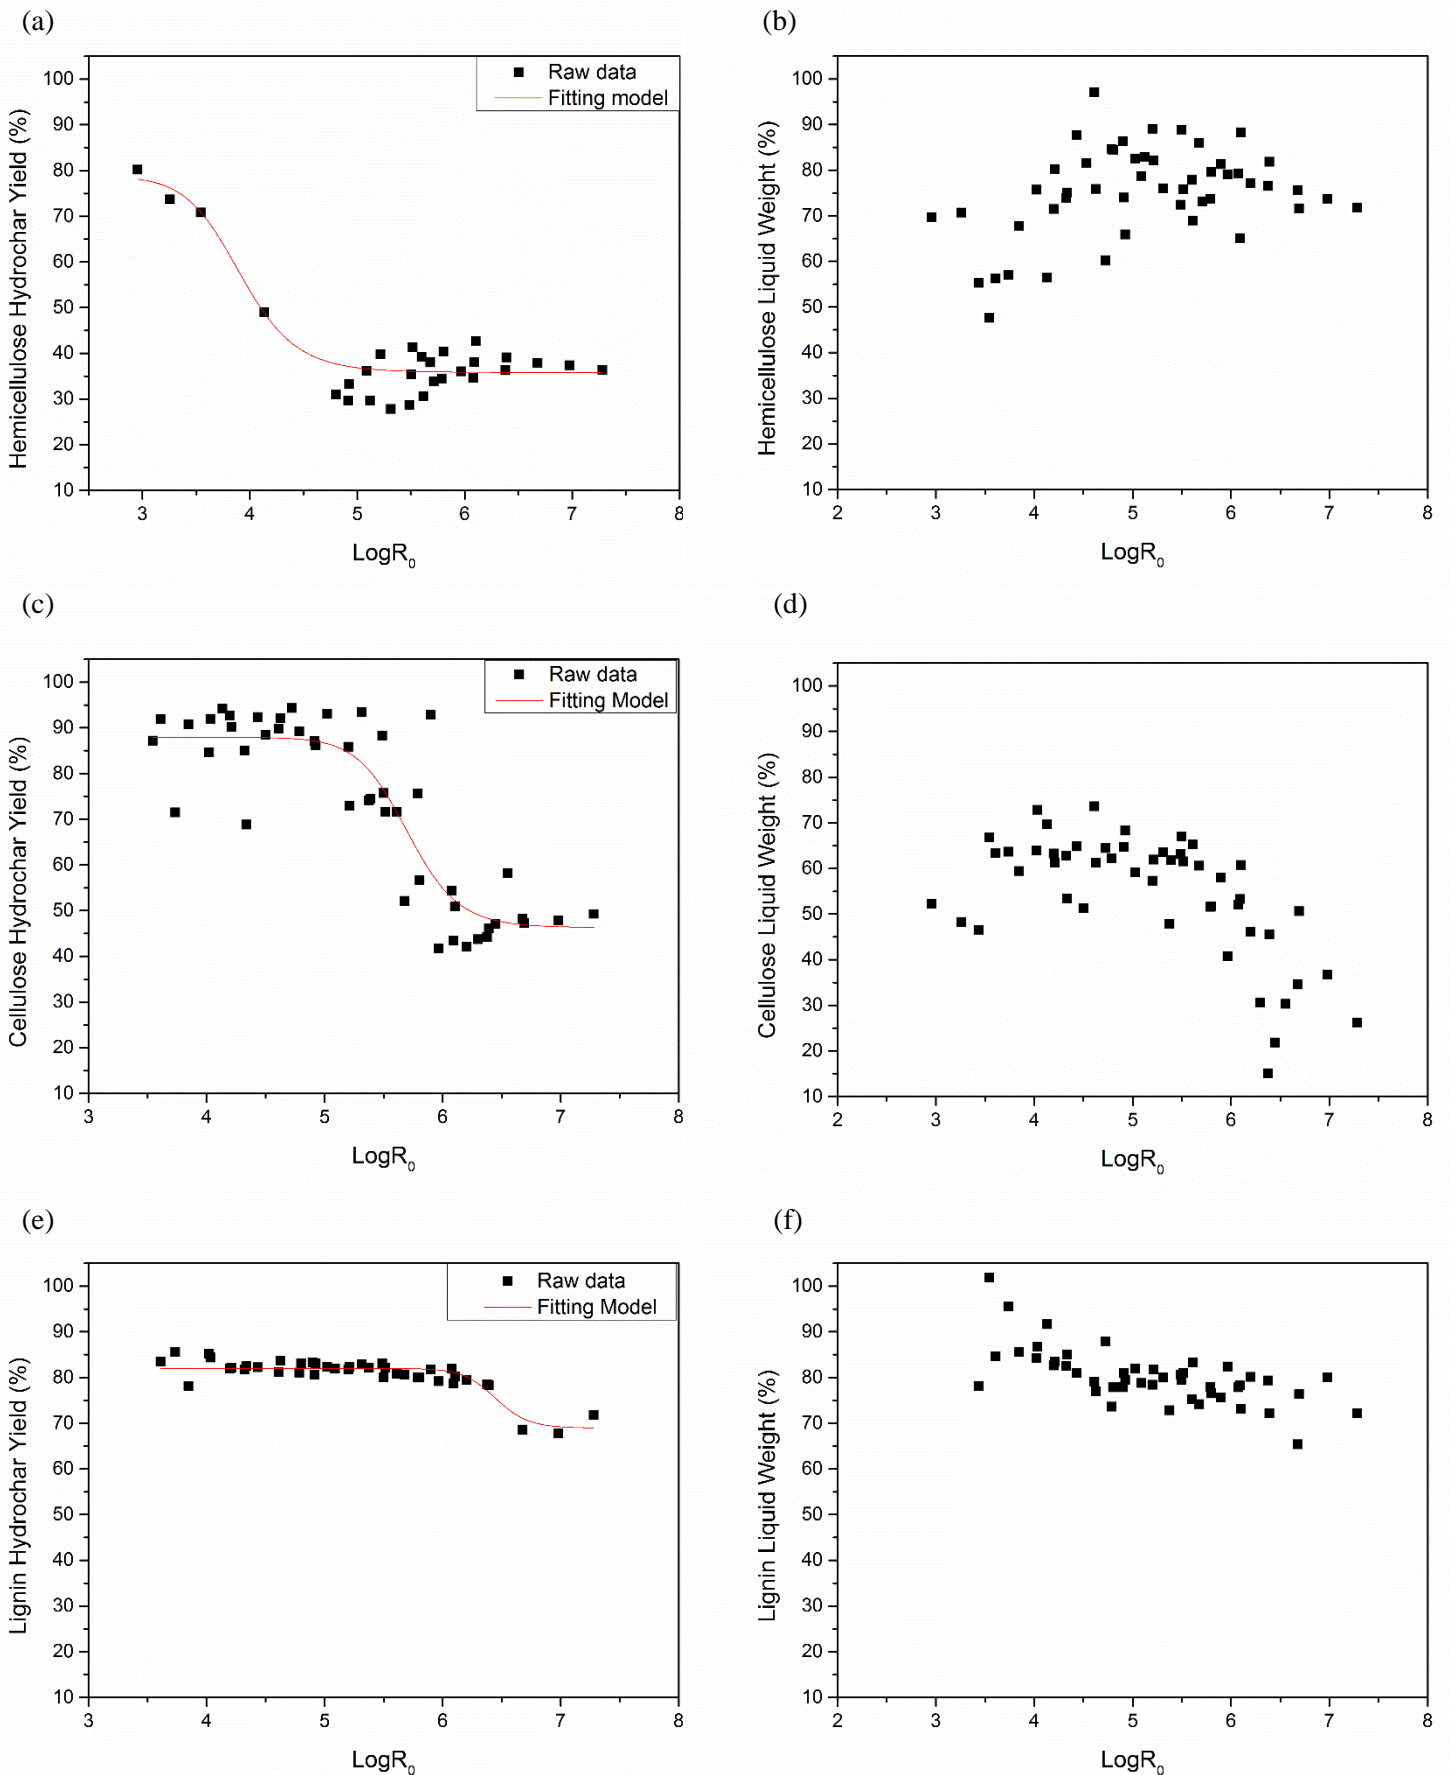 (a)
100
90
80
70
60
50
40
30
20
10
Hemicellulose Hydrochar Yield (%)
Raw data
Fitting model
3 4 5 6 7 8
LogR0
(b)
100
90
80
70
60
50
40
30
20
10
Hemicellulose Liquid Weight (%)
2 3 4 5 6 7 8
LogR0
(c)
100
90
80
70
60
50
40
30
20
10
Cellulose Hydrochar Yield (%)
Raw data
Fitting Model
3 4 5 6 7 8
LogR0
(d)
100
90
80
70
60
50
40
30
20
10
Cellulose Liquid Weight (%)
2 3 4 5 6 7 8
LogR0
(e)
100
90
80
70
60
50
40
30
20
10
Lignin Hydrochar Yield (%)
Raw data
Fitting Model
3 4 5 6 7 8
LogR0
(f)
100
90
80
70
60
50
40
30
20
10
Lignin Liquid Weight (%)
2 3 4 5 6 7 8
LogR0